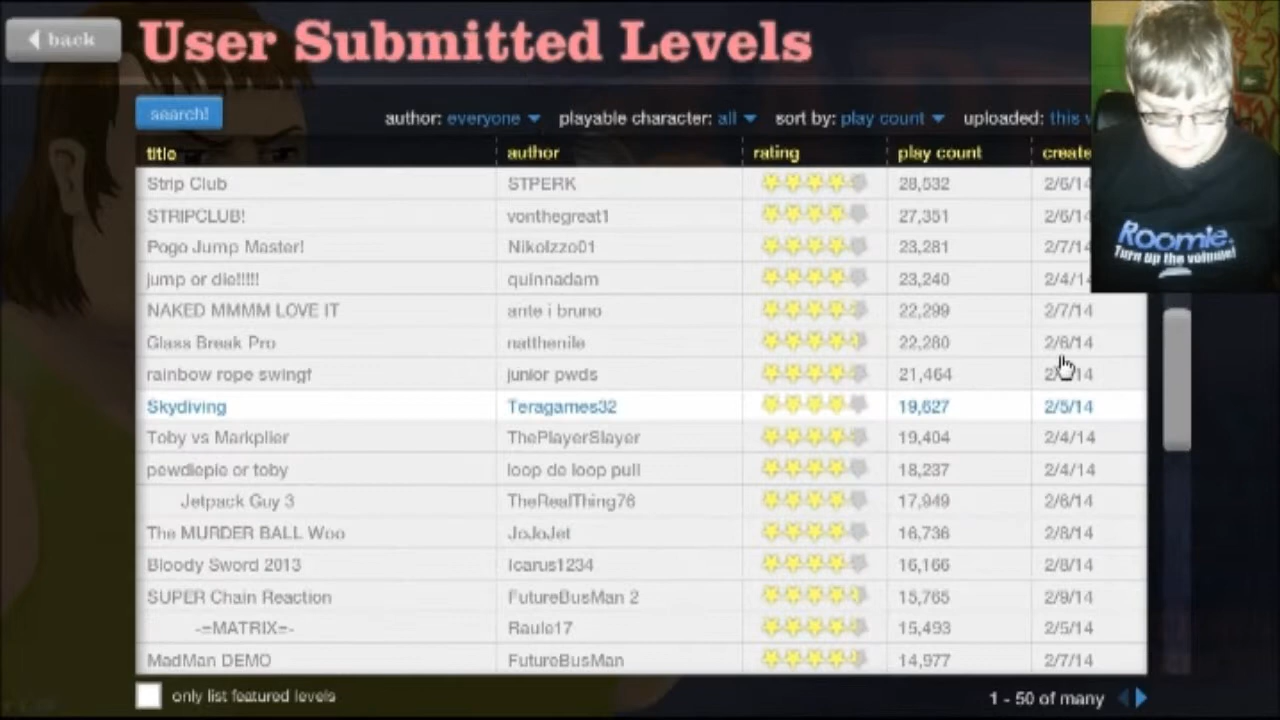 back
User Submitted Levels
search!
author: everyone playable character: all sort by: play count uploaded: this
title author rating play count create
Strip Club STPERK 28,532 2/6/14
STRIPCLUB! vonthegreat1 27,351 2/6/14
Pogo Jump Master! Nikolzzo01 23,281 2/7/14
jump or die!!!!! quinnadam 23,240 2/4/14
NAKED MMMM LOVE IT ante i bruno 22,299 2/7/14
Glass Break Pro natthenile 22,280 2/6/14
rainbow rope swing! junior pwds 21,464
Skydiving Teragames32 19,627 2/5/14
Toby vs Markplier ThePlayerSlayer 19,404 2/4/14
pewdiepie or toby loop de loop pull 18,237 2/4/14
Jetpack Guy 3 TheRealThing76 17,949 2/6/14
The MURDER BALL Woo JoJoJet 16,736 2/8/14
Bloody Sword 2013 Icarus1234 16,166 2/8/14
SUPER Chain Reaction FutureBusMan 2 15,765 2/9/14
-=MATRIX=- Raule17 15,493 2/5/14
MadMan DEMO FutureBusMan 14,977 2/7/14
only list featured levels 1 - 50 of many
Roomie.
Turn up the volume!